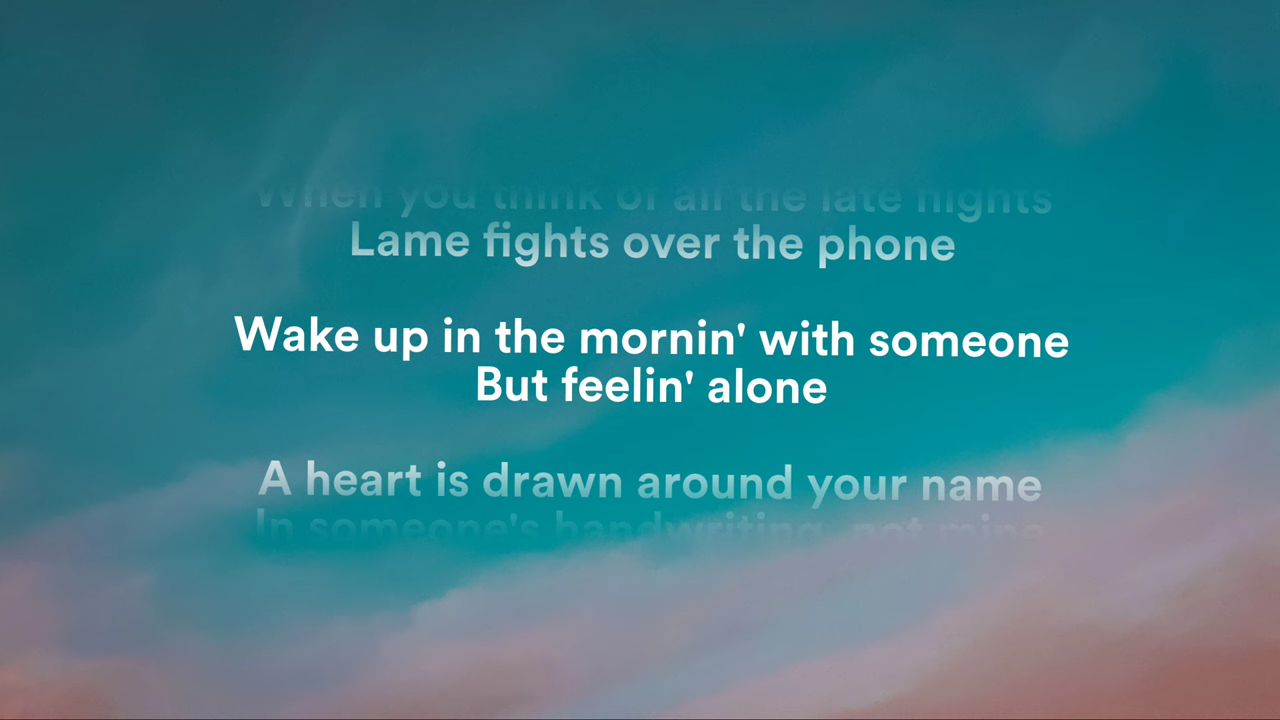 When you think of all the late nights
Lame fights over the phone
Wake up in the mornin' with someone
But feelin' alone
A heart is drawn around your name
In someone's handwriting, not mine